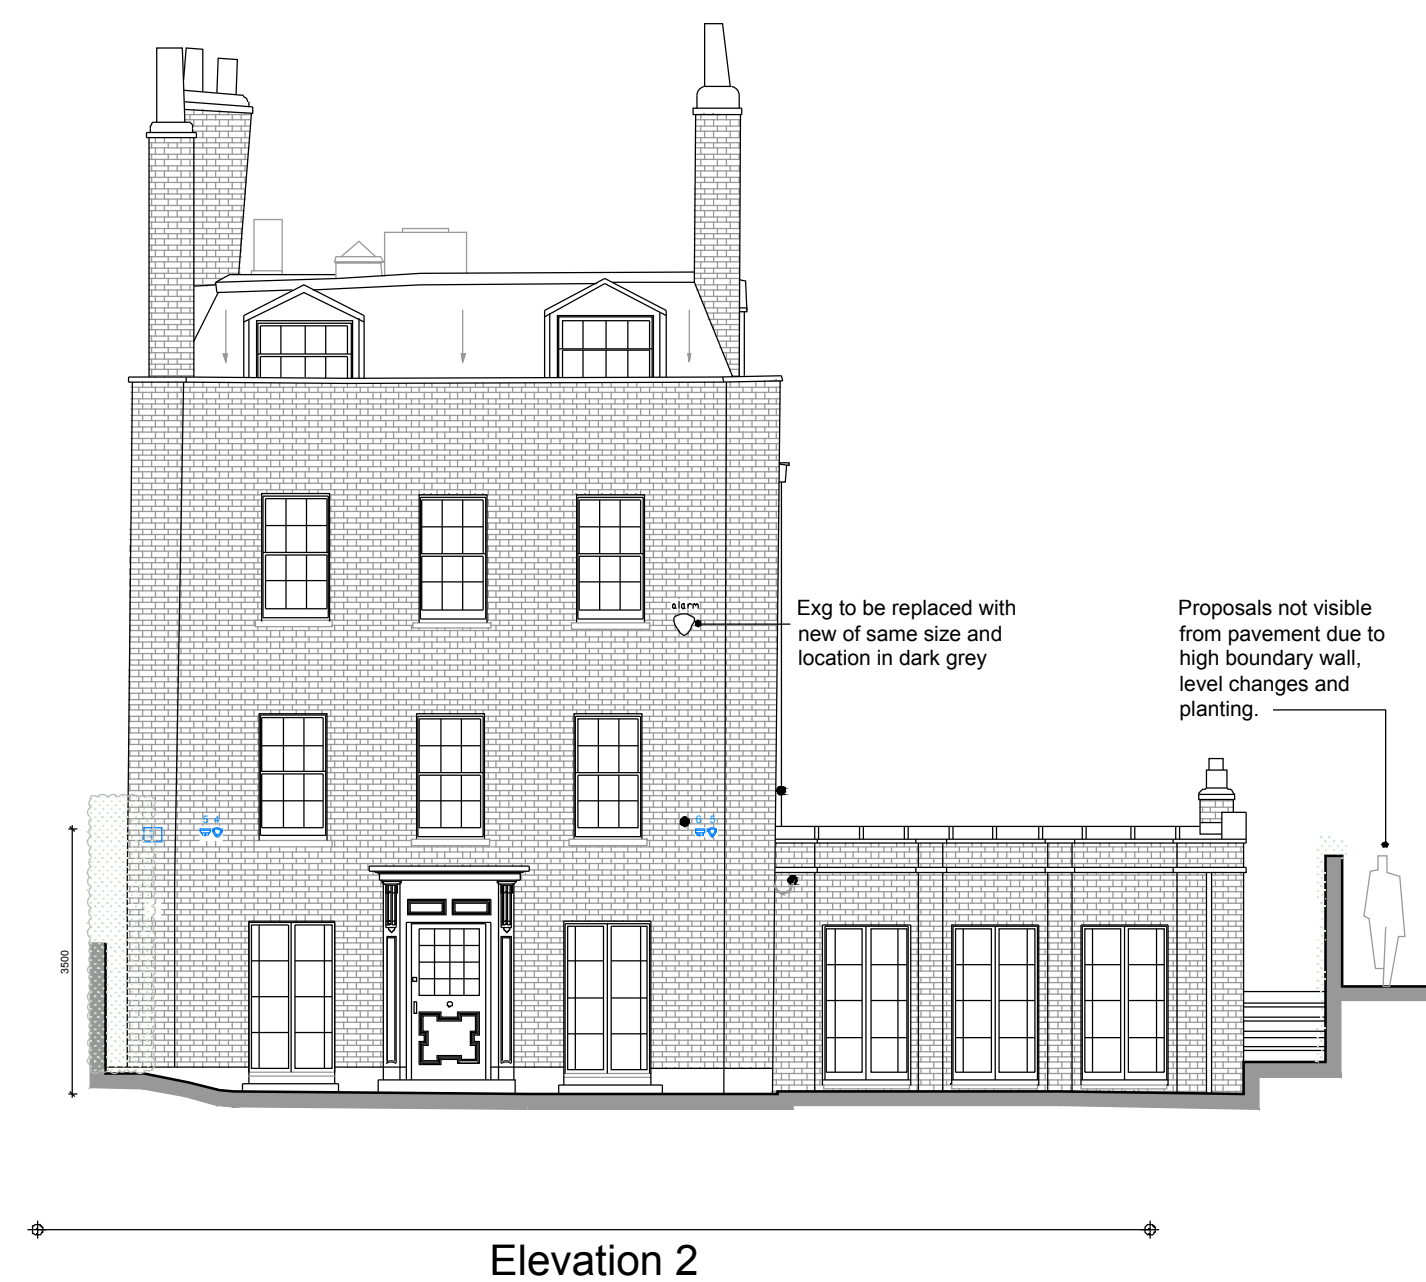 alarm
Exg to be replaced with
new of same size and
location in dark grey
Proposals not visible
from pavement due to
high boundary wall,
level changes and
planting.
3500
Elevation 2